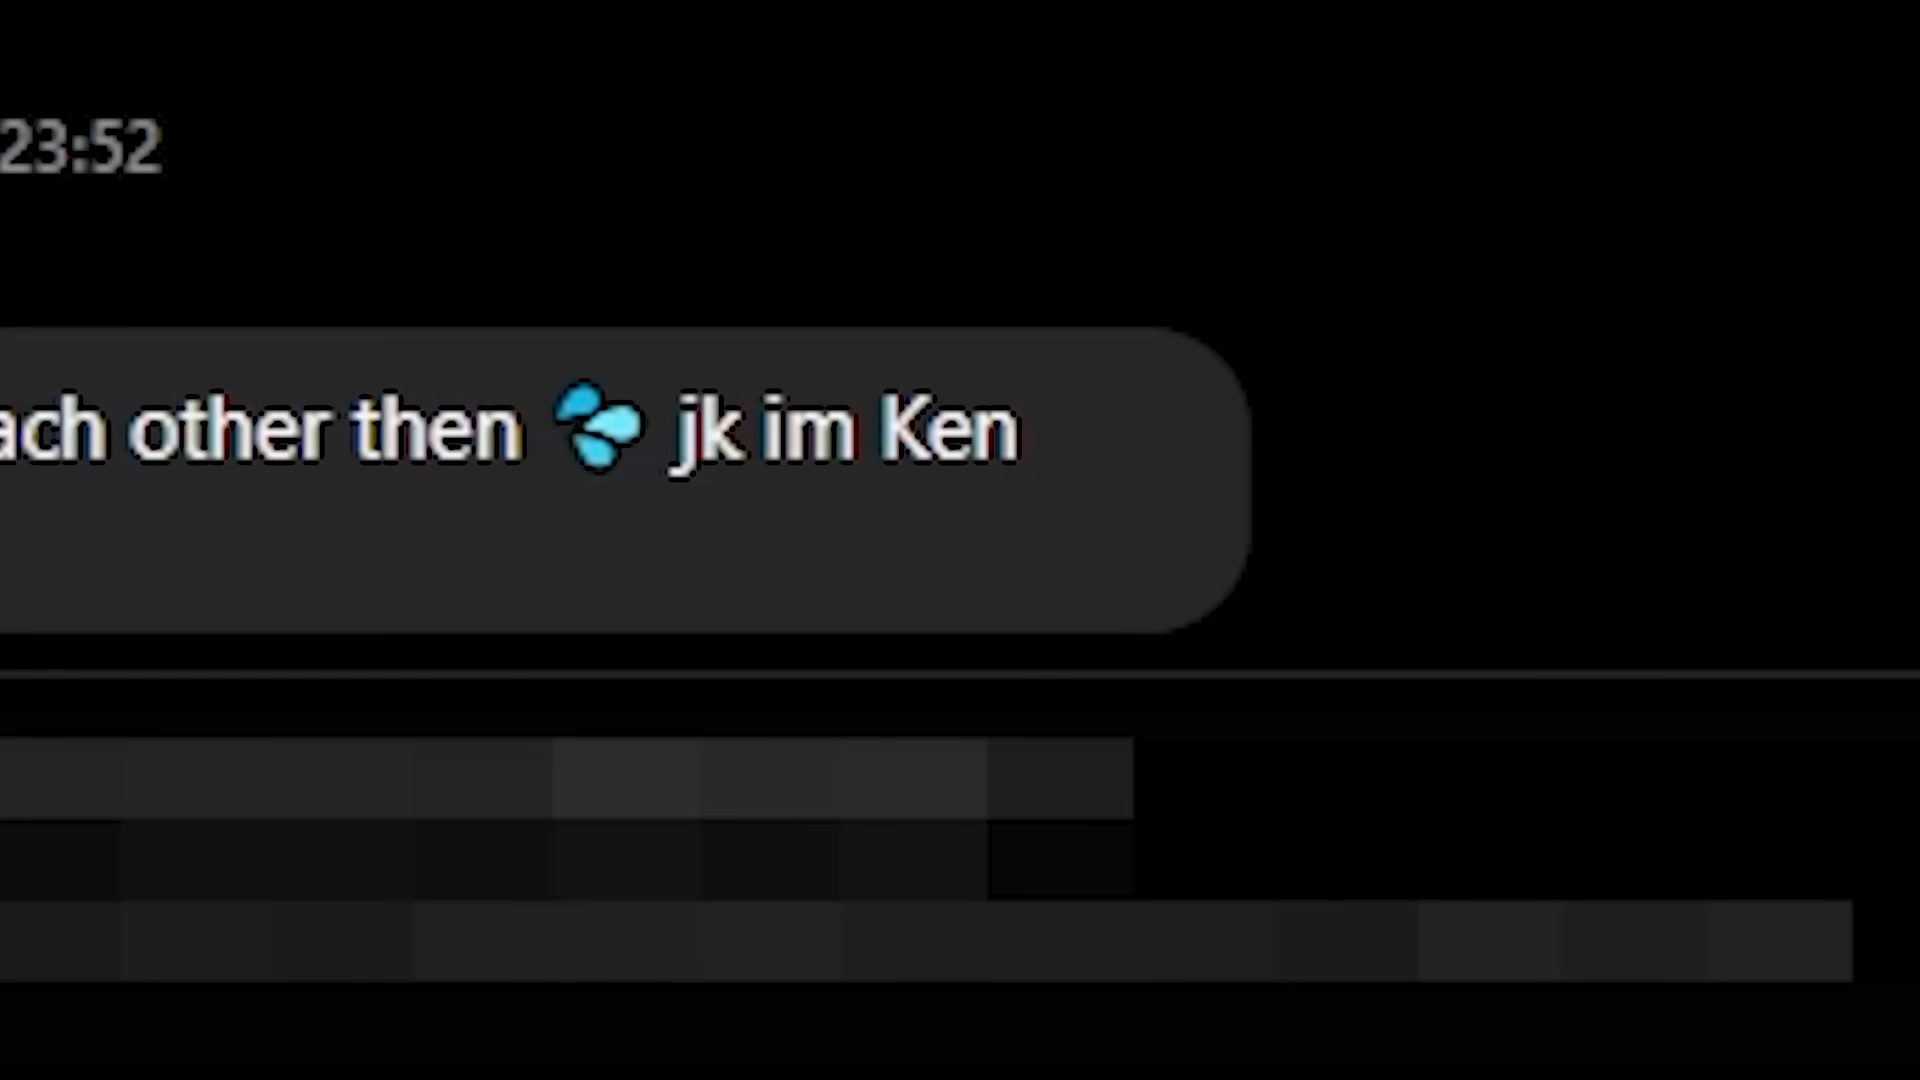 23:52
ach other then 💦 jk im Ken